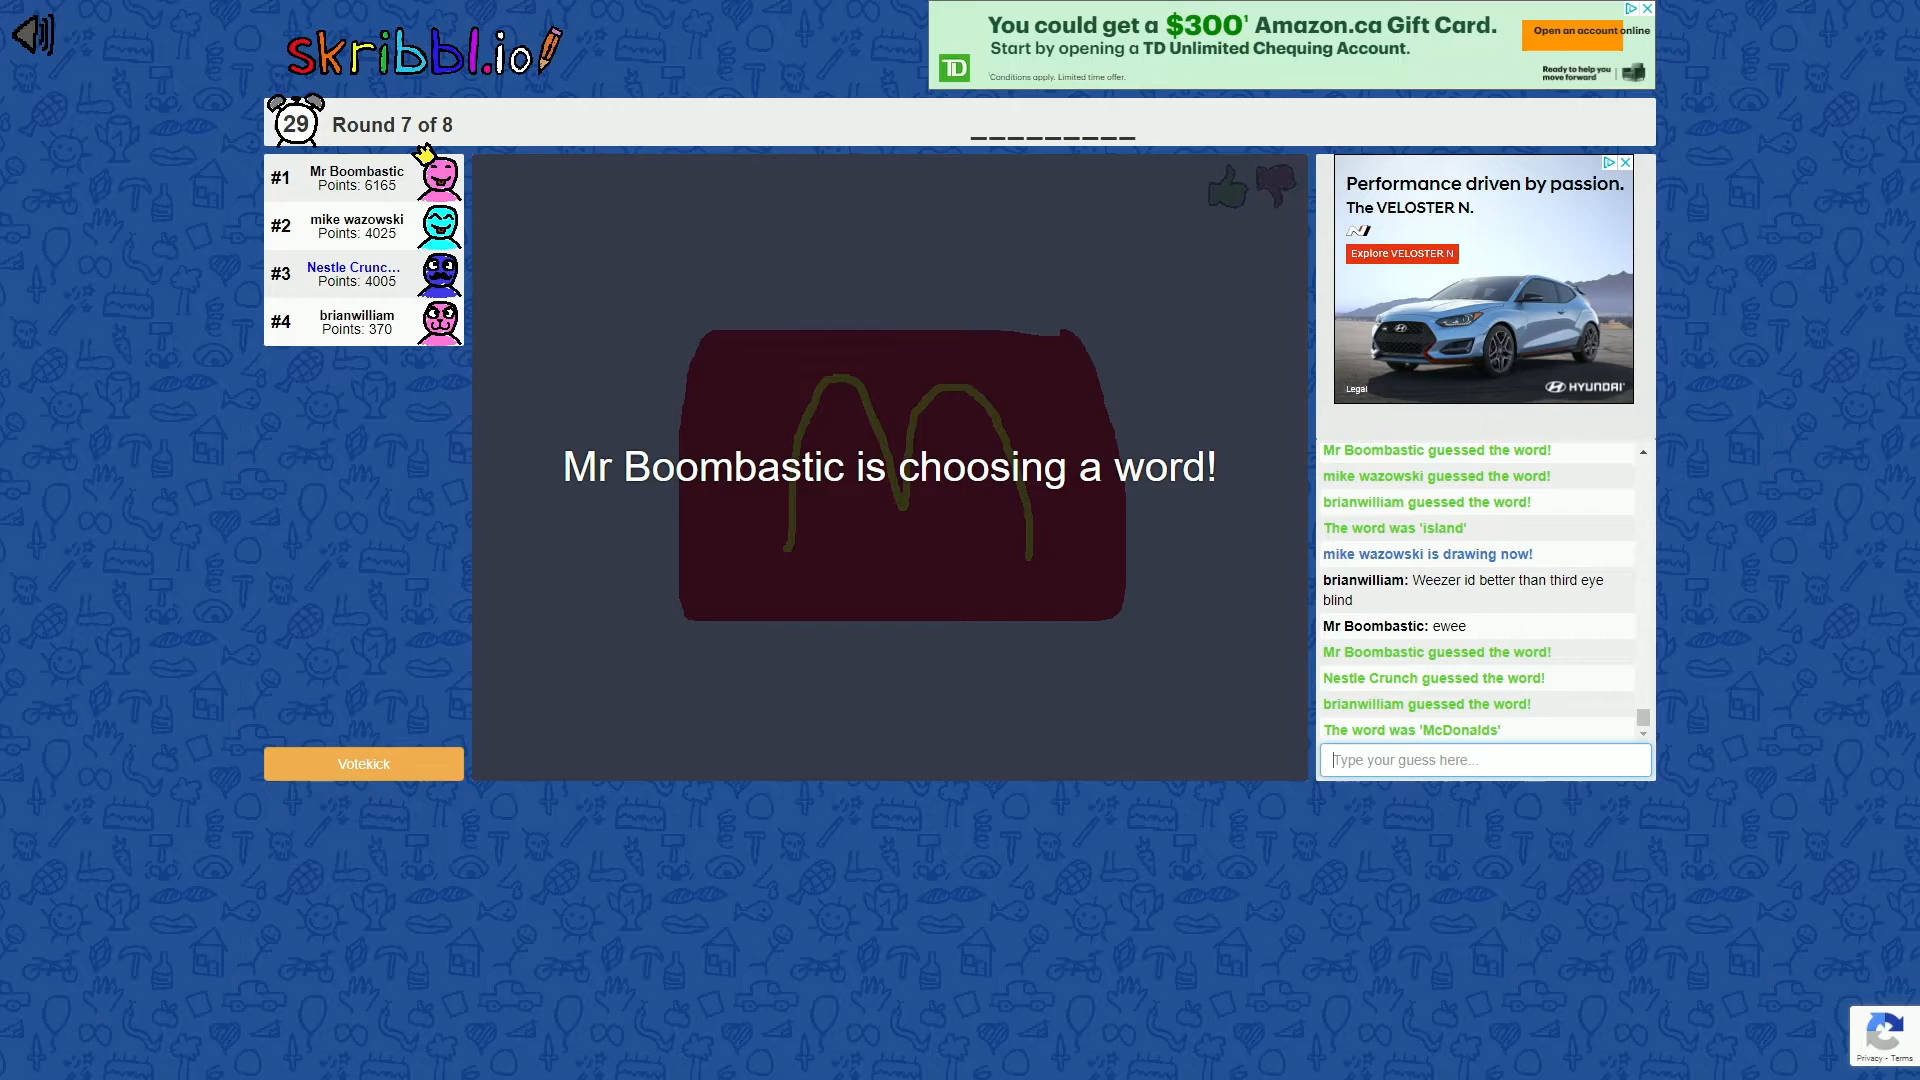 skribbl.io
You could get a $300¹ Amazon.ca Gift Card.
Start by opening a TD Unlimited Chequing Account.
¹Conditions apply. Limited time offer.
TD
Open an account online
Ready to help you
move forward
29
Round 7 of 8
_________
#1
Mr Boombastic
Points: 6165
#2
mike wazowski
Points: 4025
#3
Nestle Crunc...
Points: 4005
#4
brianwilliam
Points: 370
Votekick
Mr Boombastic is choosing a word!
Performance driven by passion.
The VELOSTER N.
N
Explore VELOSTER N
Legal
HYUNDAI
Mr Boombastic guessed the word!
mike wazowski guessed the word!
brianwilliam guessed the word!
The word was 'island'
mike wazowski is drawing now!
brianwilliam: Weezer id better than third eye
blind
Mr Boombastic: ewee
Mr Boombastic guessed the word!
Nestle Crunch guessed the word!
brianwilliam guessed the word!
The word was 'McDonalds'
Type your guess here...
Privacy - Terms